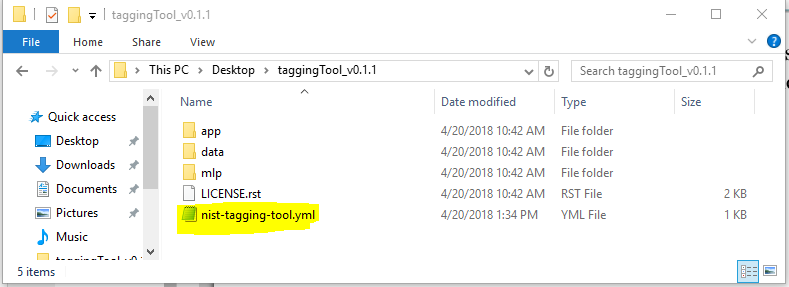 taggingTool_v0.1.1
File Home Share View
This PC > Desktop > taggingTool_v0.1.1
Search taggingTool_v0.1.1
Name Date modified Type Size
Quick access
Desktop
Downloads
Documents
Pictures
Music
taggingTool_v0.1.1
app 4/20/2018 10:42 AM File folder
data 4/20/2018 10:42 AM File folder
mlp 4/20/2018 10:42 AM File folder
LICENSE.rst 4/20/2018 10:42 AM RST File 2 KB
nist-tagging-tool.yml 4/20/2018 1:34 PM YML File 1 KB
5 items